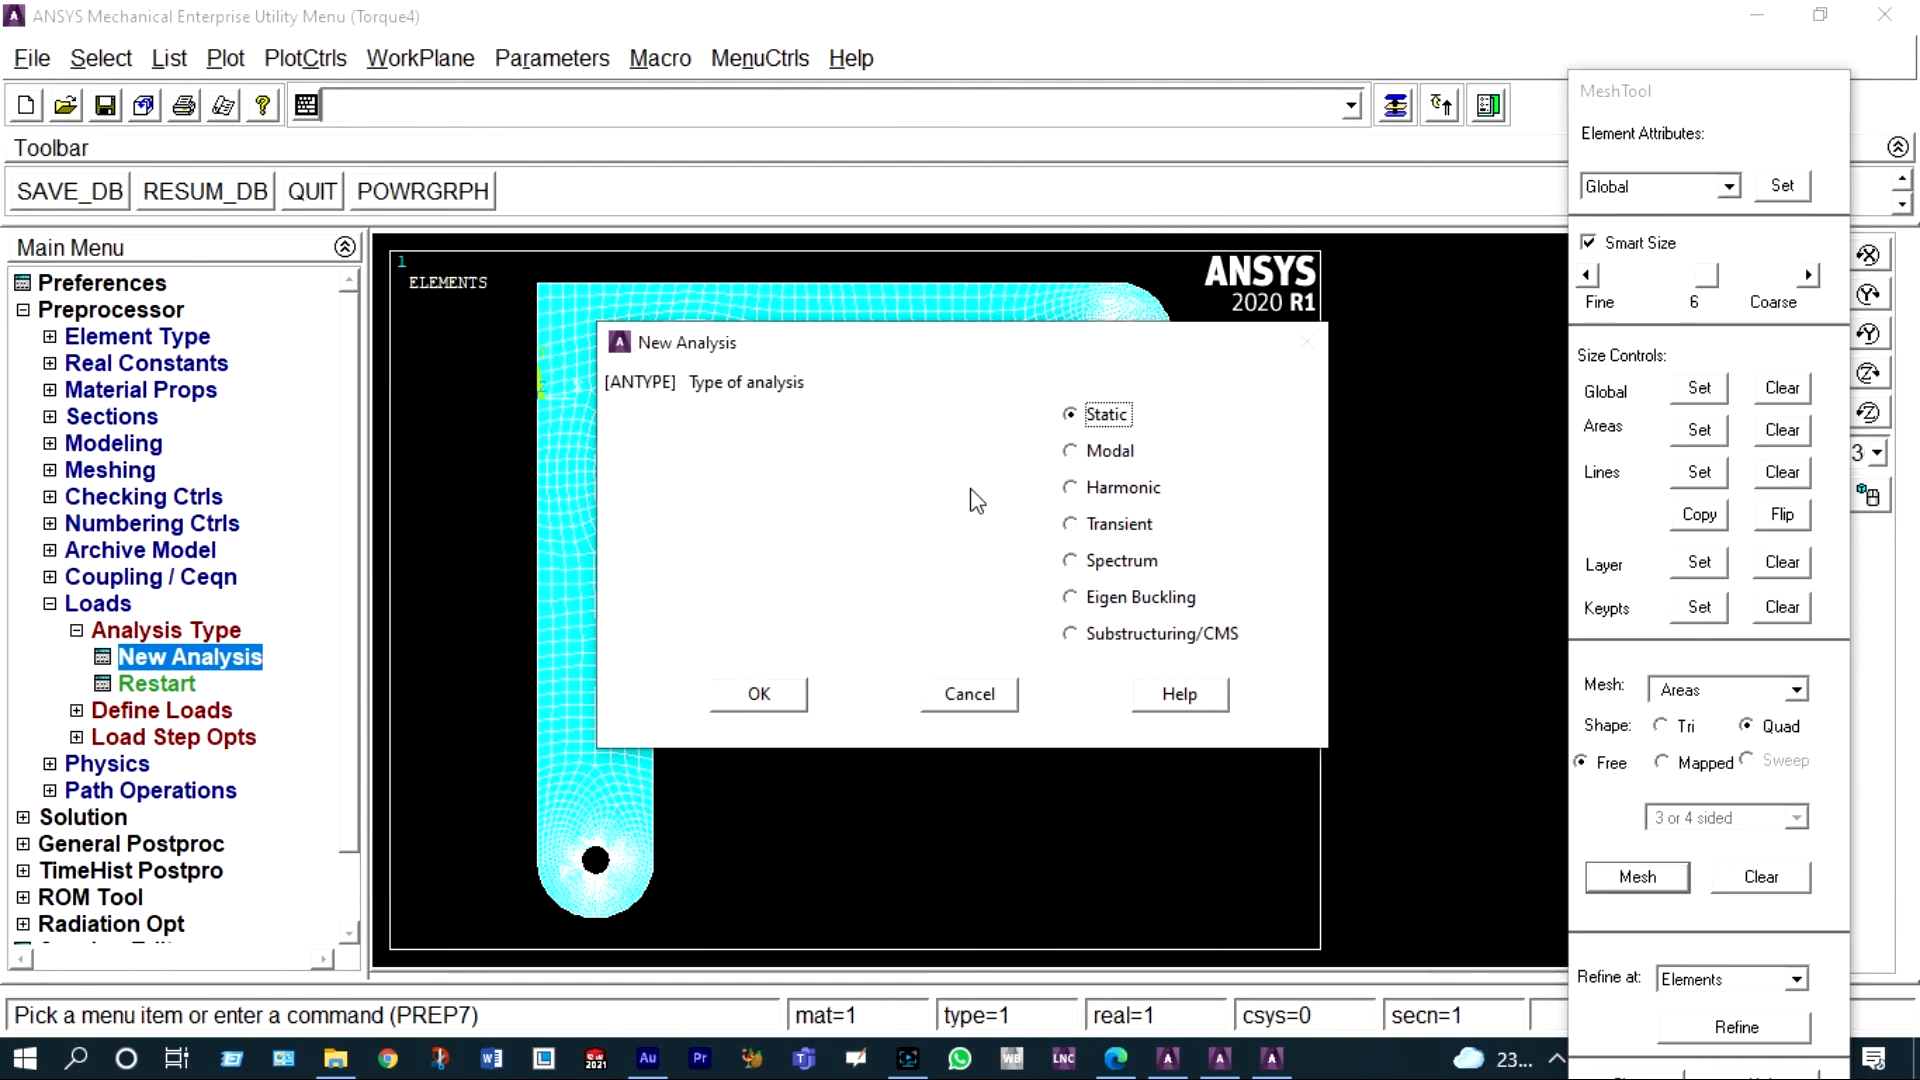 ANSYS Mechanical Enterprise Utility Menu (Torque4)
File Select List Plot PlotCtrls WorkPlane Parameters Macro MenuCtrls Help
Toolbar
SAVE_DB RESUM_DB QUIT POWRGRPH
Main Menu
Preferences
Preprocessor
Element Type
Real Constants
Material Props
Sections
Modeling
Meshing
Checking Ctrls
Numbering Ctrls
Archive Model
Coupling / Ceqn
Loads
Analysis Type
New Analysis
Restart
Define Loads
Load Step Opts
Physics
Path Operations
Solution
General Postproc
TimeHist Postpro
ROM Tool
Radiation Opt
1
ELEMENTS
ANSYS
2020 R1
New Analysis
[ANTYPE] Type of analysis
Static
Modal
Harmonic
Transient
Spectrum
Eigen Buckling
Substructuring/CMS
OK Cancel Help
MeshTool
Element Attributes:
Global Set
Smart Size
Fine 6 Coarse
Size Controls:
Global Set Clear
Areas Set Clear
Lines Set Clear
Copy Flip
Layer Set Clear
Keypts Set Clear
Mesh: Areas
Shape: Tri Quad
Free Mapped Sweep
3 or 4 sided
Mesh Clear
Refine at: Elements
Refine
3
Pick a menu item or enter a command (PREP7) mat=1 type=1 real=1 csys=0 secn=1
SW 2021 Au Pr WB LNC 23...